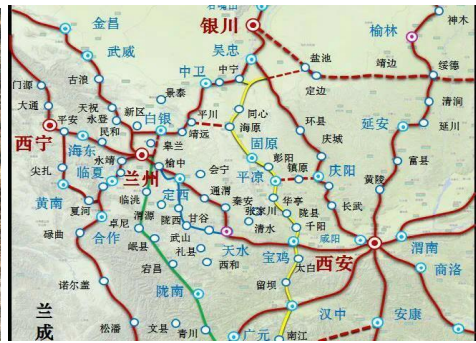 石嘴山
金昌
银川
榆林
神木
武威
吴忠
盐池
靖边
绥德
门源
古浪
中卫
中宁
定边
大通
天祝
景泰
清涧
永登
新区
白银
平川
同心
环县
延安
延川
平安
民和
靖远
海原
庆城
西宁
海东
皋兰
固原
富县
永靖
兰州
榆中
彭阳
尖扎
临夏
会宁
平凉
镇原
庆阳
黄陵
临洮
定西
通渭
华亭
黄南
夏河
渭源
陇西
甘谷
秦安
张家川
陇县
长武
卓尼
清水
千阳
碌曲
合作
岷县
武山
天水
宝鸡
咸阳
渭南
礼县
西和
太白
西安
商洛
诺尔盖
宕昌
陇南
留坝
兰
成
汉中
安康
松潘
文县
青川
广元
南江